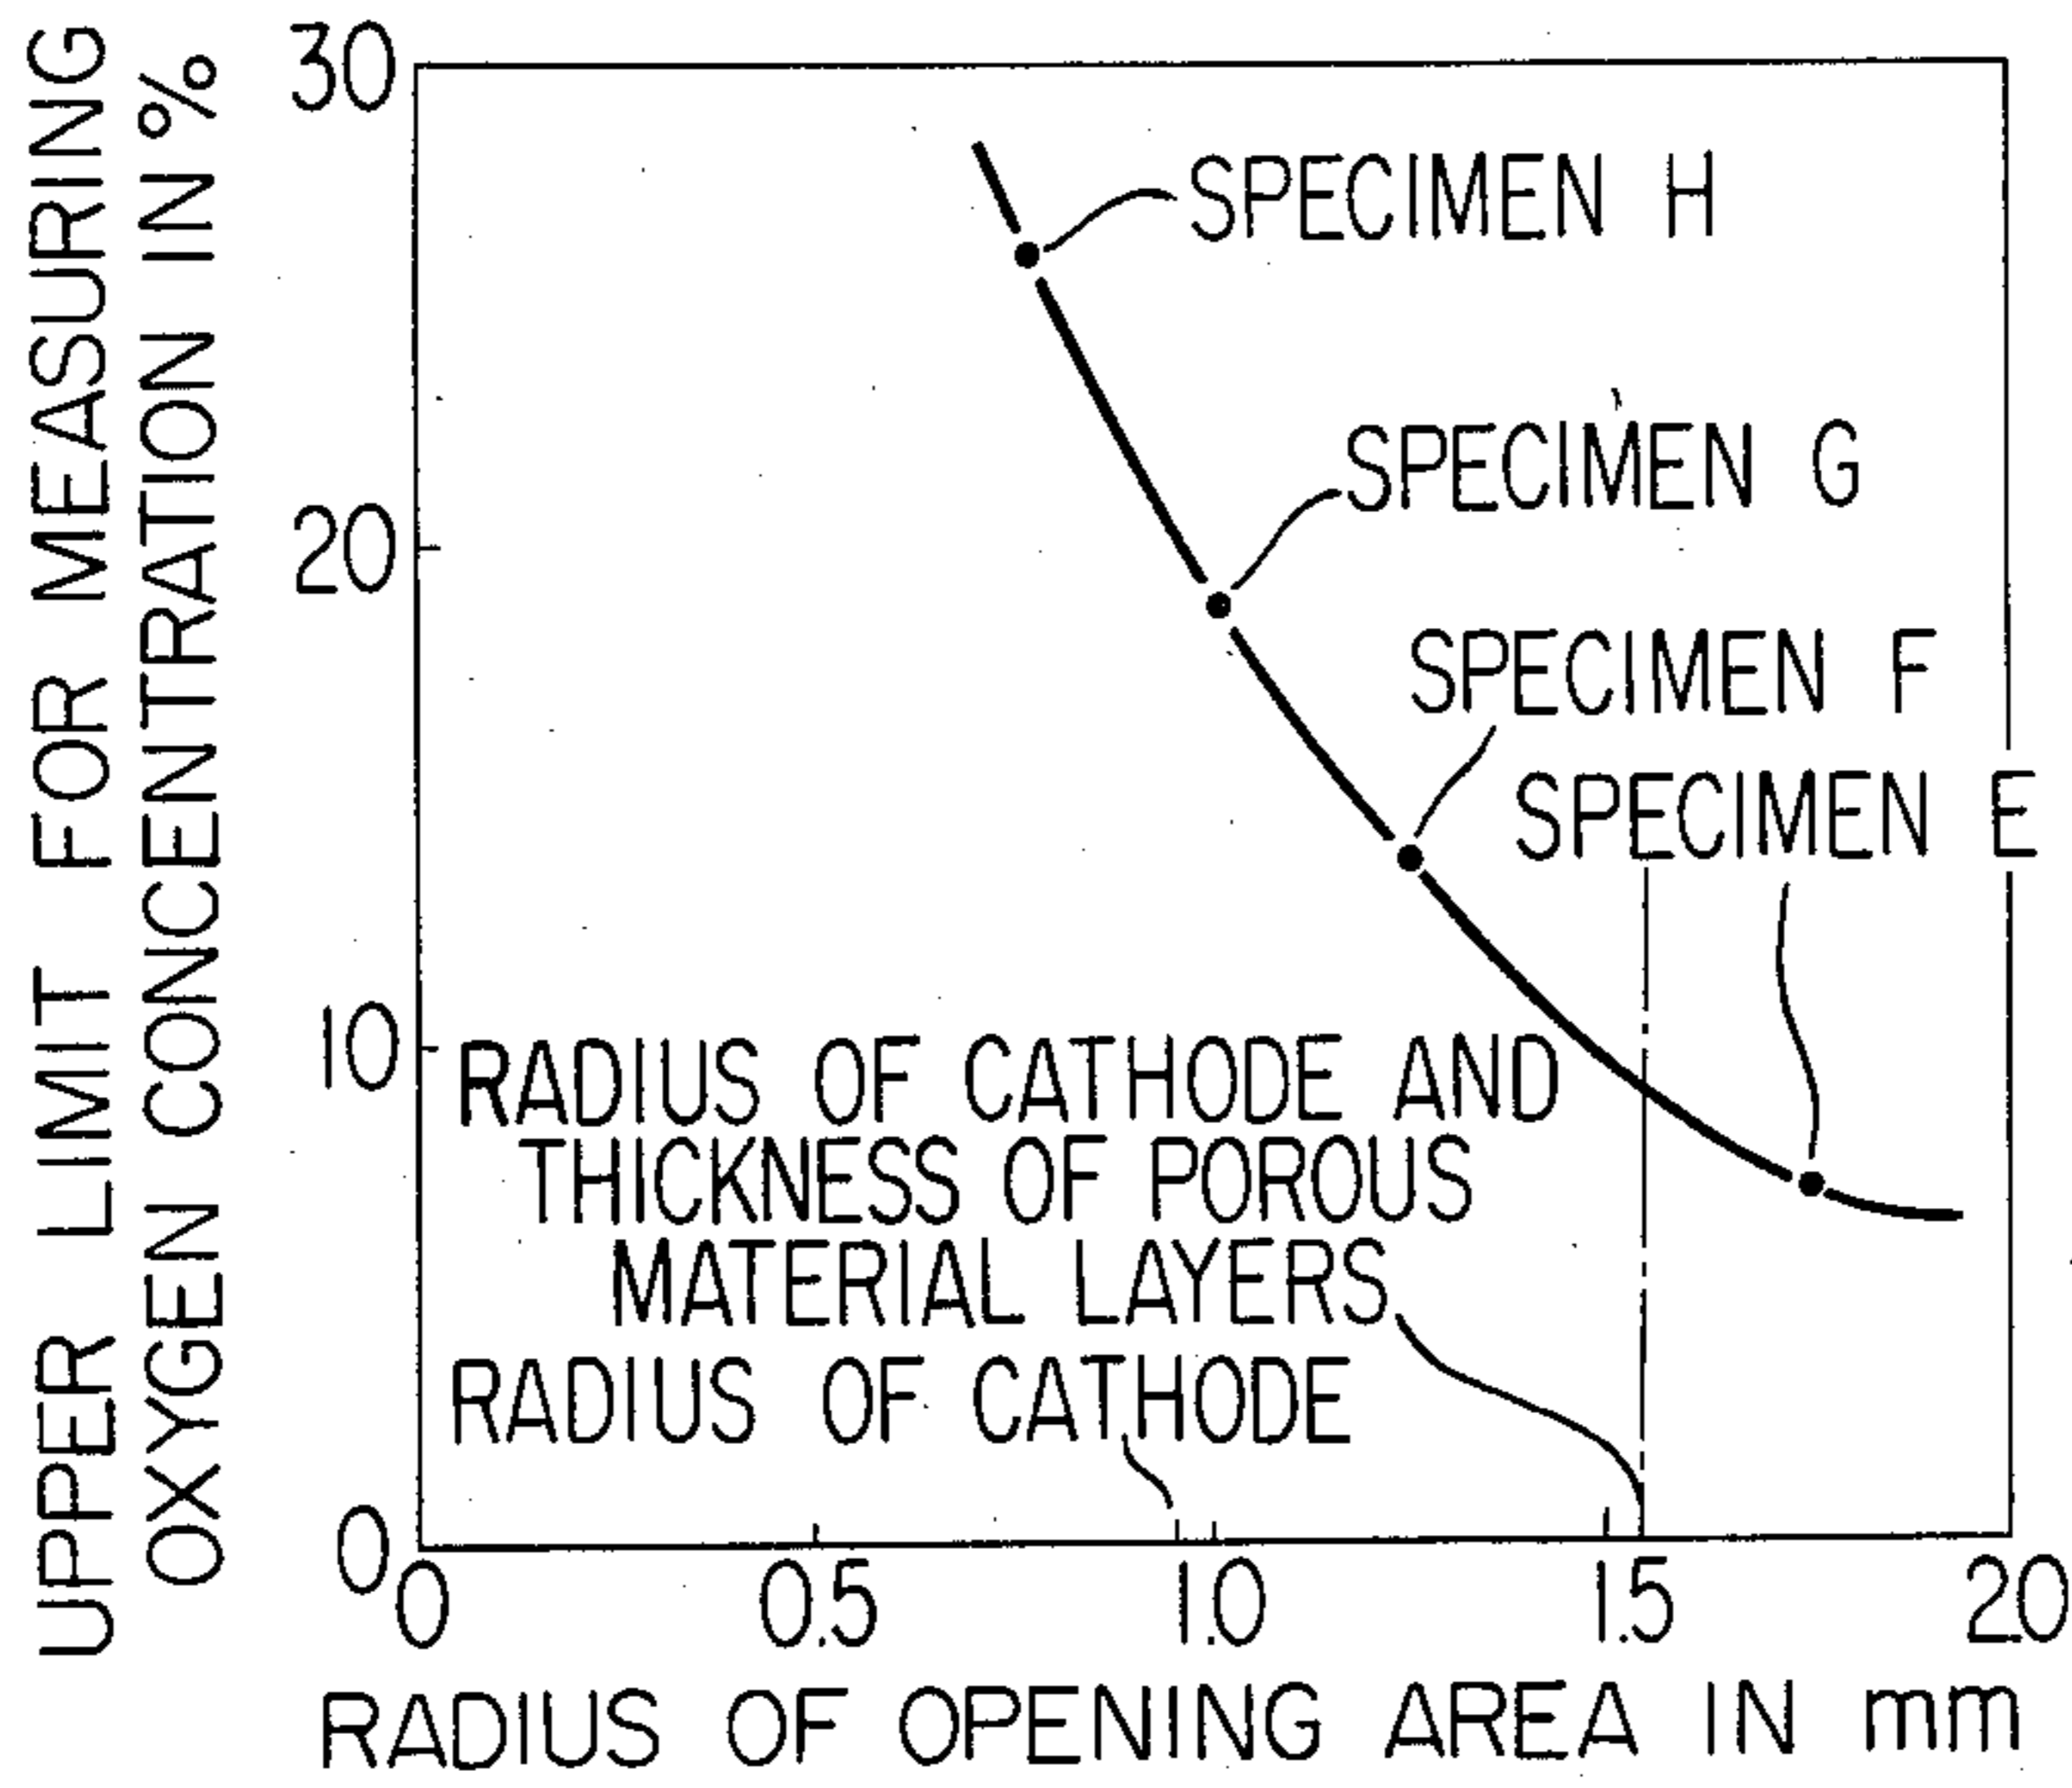 UPPER LIMIT FOR MEASURING
OXYGEN CONCENTRATION IN %
30
20
10
0
SPECIMEN H
SPECIMEN G
SPECIMEN F
SPECIMEN E
RADIUS OF CATHODE AND
THICKNESS OF POROUS
MATERIAL LAYERS
RADIUS OF CATHODE
0 0.5 1.0 1.5 2.0
RADIUS OF OPENING AREA IN mm